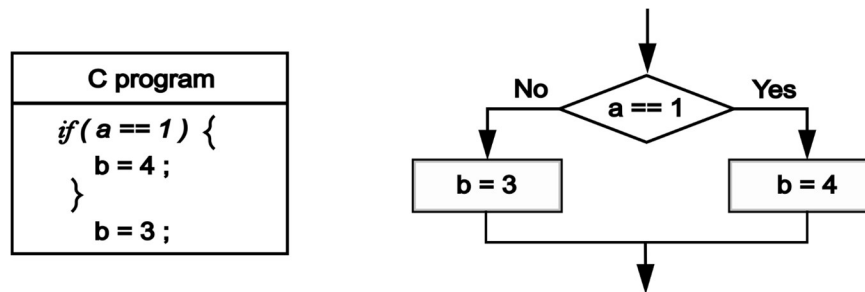 C program
if ( a == 1 ) {
b = 4 ;
}
b = 3 ;
No
a == 1
Yes
b = 3
b = 4